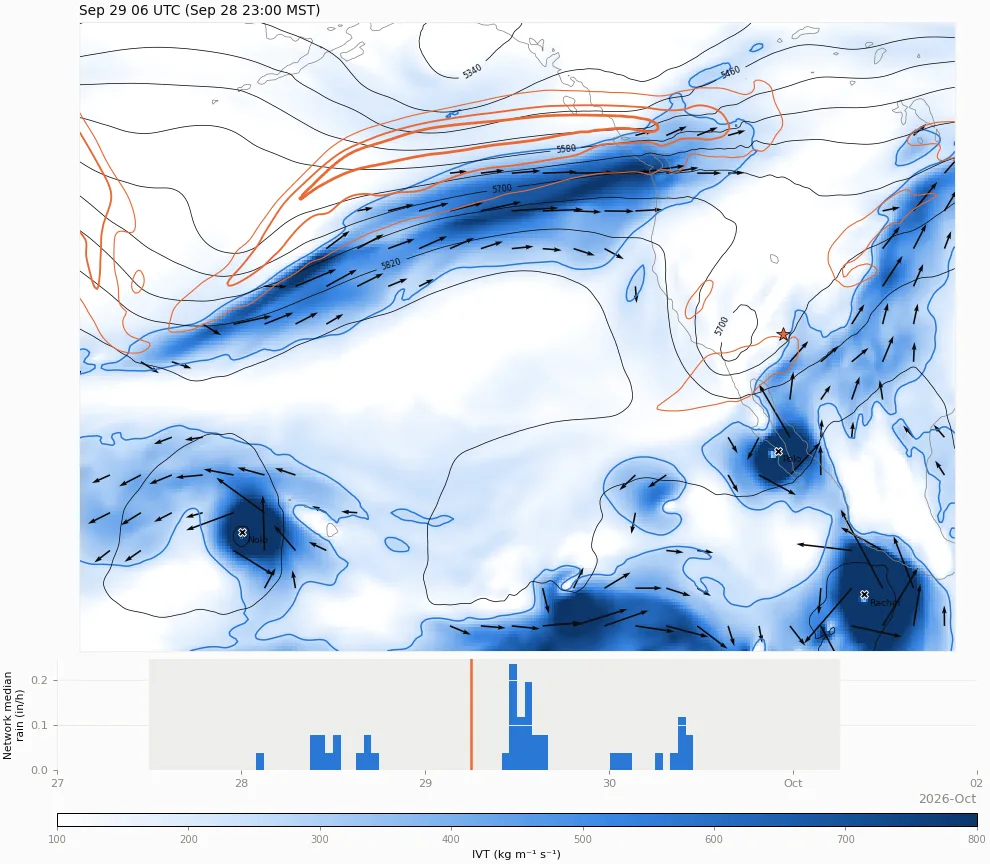 Sep 29 06 UTC (Sep 28 23:00 MST)
5340
5460
5580
5700
5820
5700
Polo
Nolo
Rachel
Network median
rain (in/h)
0.2
0.1
0.0
27
28
29
30
Oct
02
2026-Oct
100
200
300
400
500
600
700
800
IVT (kg m⁻¹ s⁻¹)